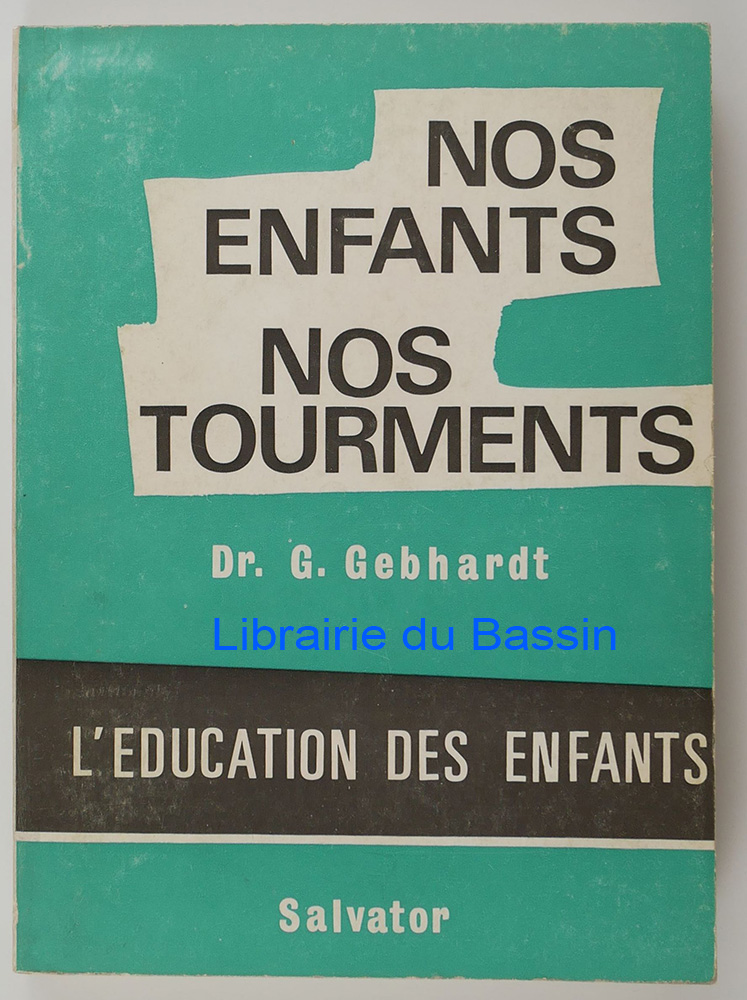 NOS
ENFANTS
NOS
TOURMENTS
Dr. G. Gebhardt
Librairie du Bassin
L'EDUCATION DES ENFANTS
Salvator